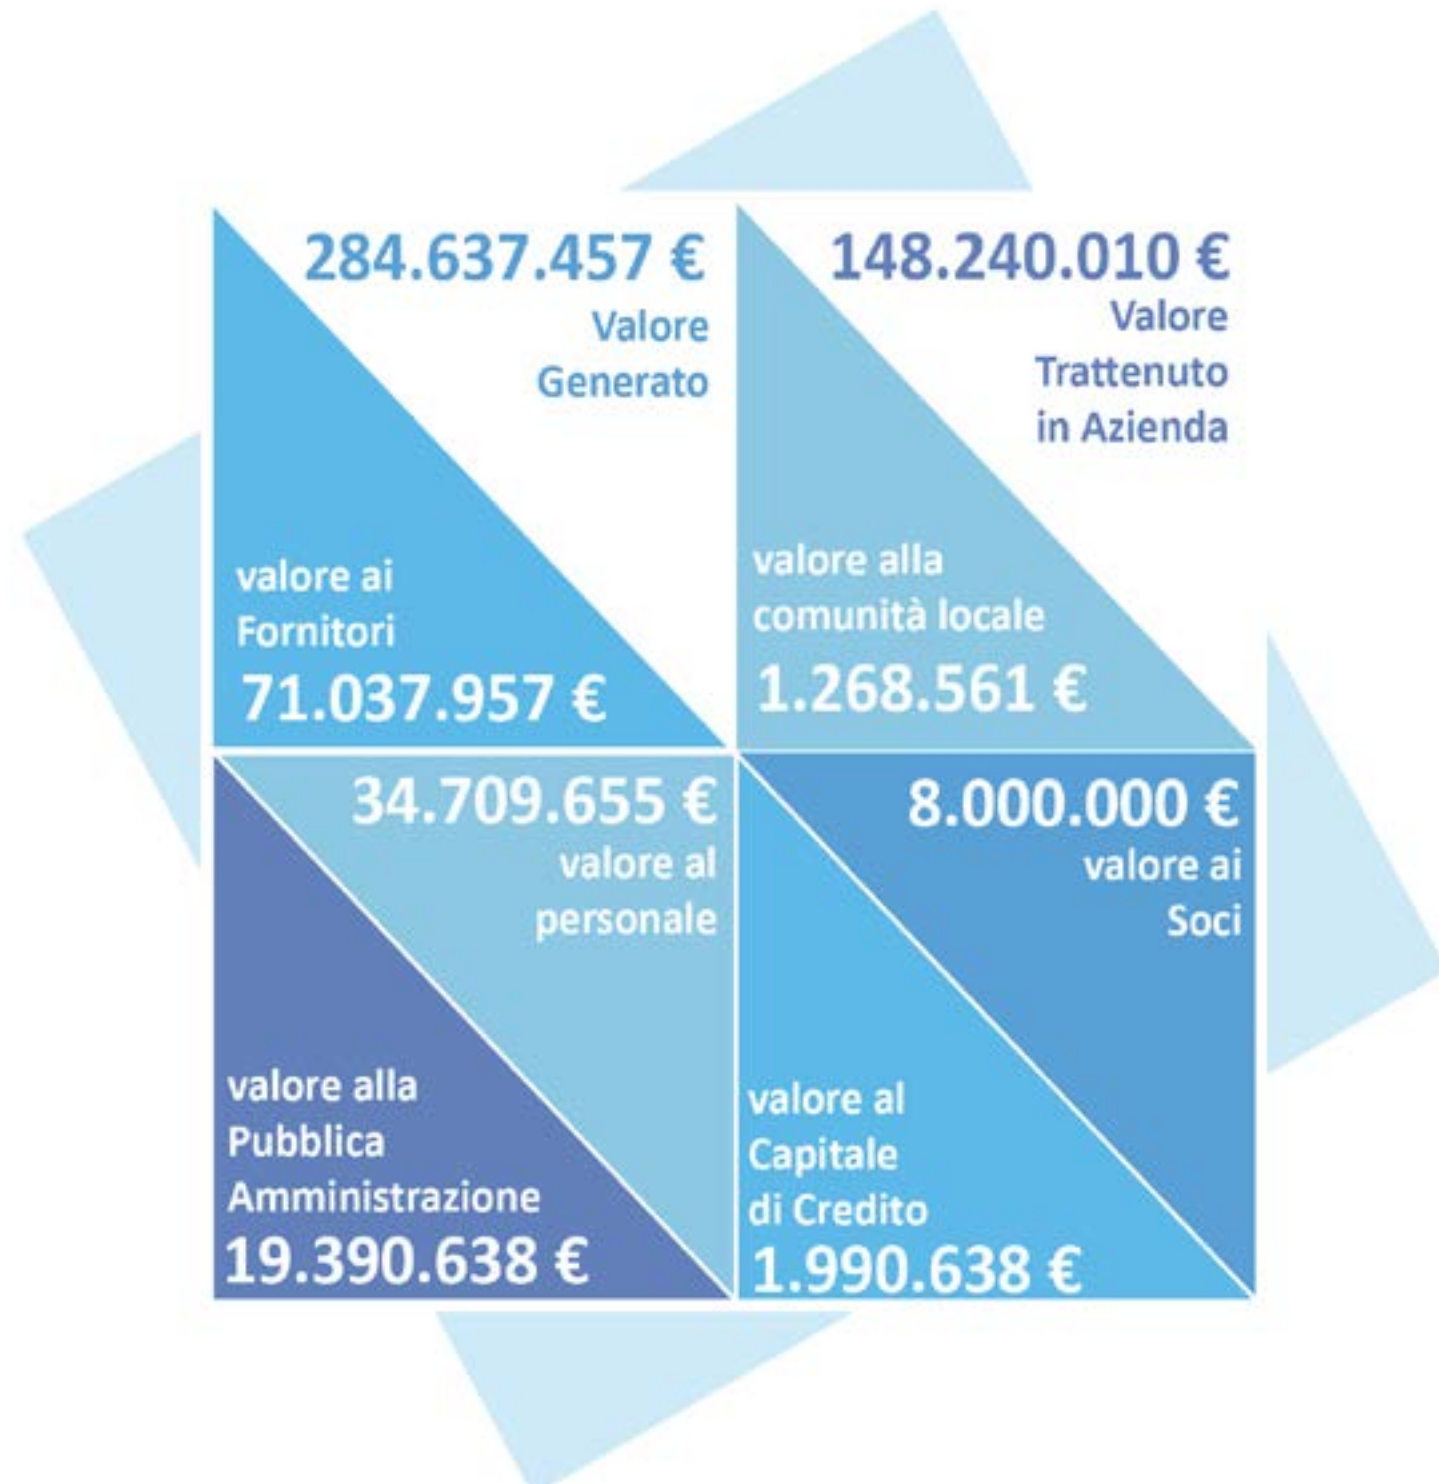 284.637.457 €
Valore
Generato
148.240.010 €
Valore
Trattenuto
in Azienda
valore ai
Fornitori
71.037.957 €
valore alla
comunità locale
1.268.561 €
34.709.655 €
valore al
personale
8.000.000 €
valore ai
Soci
valore alla
Pubblica
Amministrazione
19.390.638 €
valore al
Capitale
di Credito
1.990.638 €